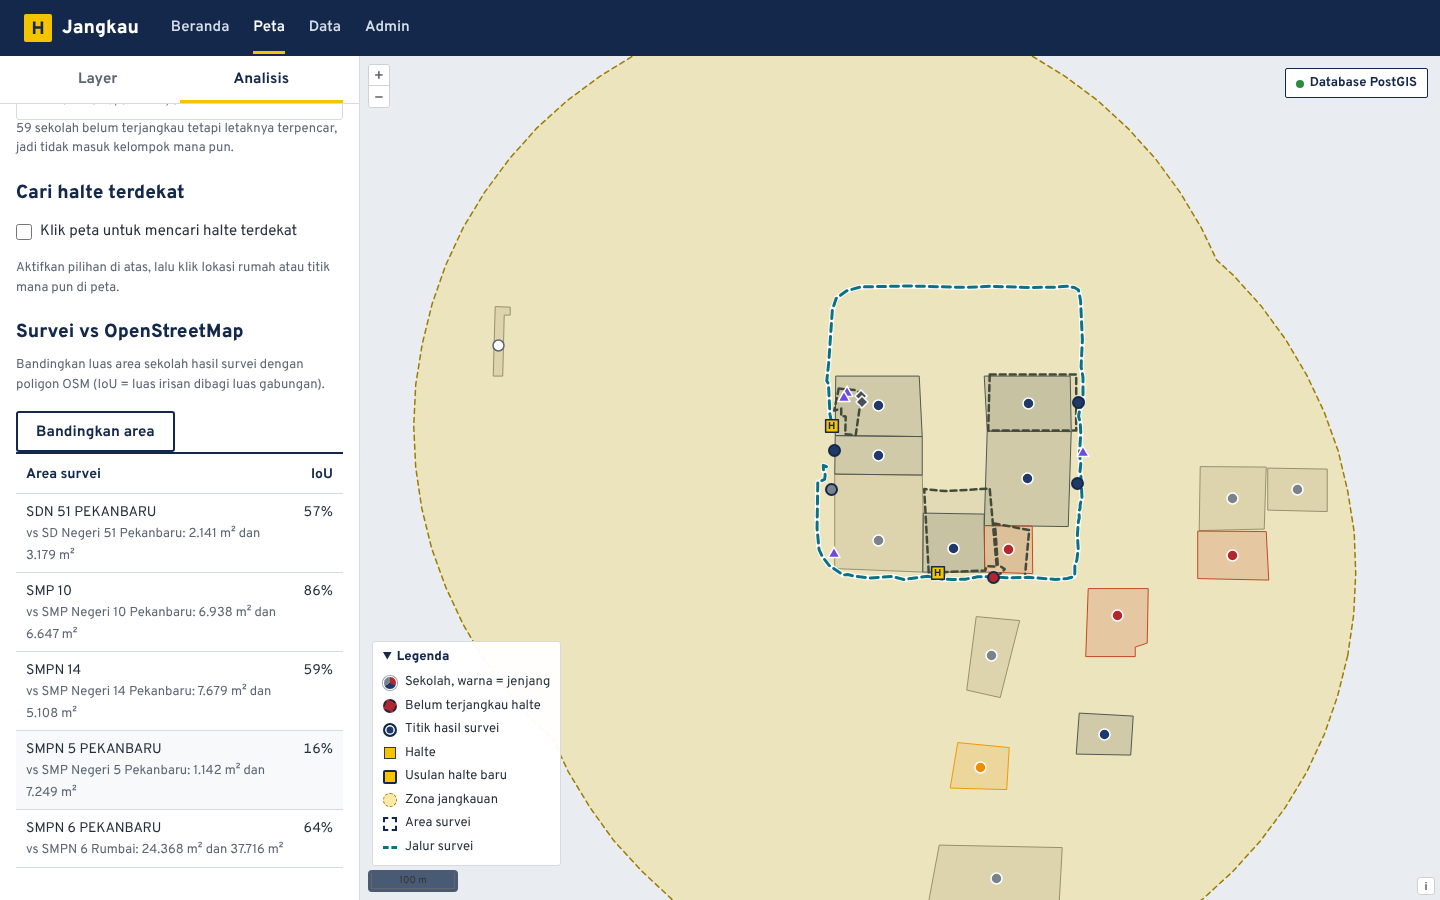 H Jangkau Beranda Peta Data Admin
Layer Analisis
59 sekolah belum terjangkau tetapi letaknya terpencar,
jadi tidak masuk kelompok mana pun.
Cari halte terdekat
Klik peta untuk mencari halte terdekat
Aktifkan pilihan di atas, lalu klik lokasi rumah atau titik
mana pun di peta.
Survei vs OpenStreetMap
Bandingkan luas area sekolah hasil survei dengan
poligon OSM (IoU = luas irisan dibagi luas gabungan).
Bandingkan area
Area survei IoU
SDN 51 PEKANBARU 57%
vs SD Negeri 51 Pekanbaru: 2.141 m² dan
3.179 m²
SMP 10 86%
vs SMP Negeri 10 Pekanbaru: 6.938 m² dan
6.647 m²
SMPN 14 59%
vs SMP Negeri 14 Pekanbaru: 7.679 m² dan
5.108 m²
SMPN 5 PEKANBARU 16%
vs SMP Negeri 5 Pekanbaru: 1.142 m² dan
7.249 m²
SMPN 6 PEKANBARU 64%
vs SMPN 6 Rumbai: 24.368 m² dan 37.716 m²
+
−
Database PostGIS
H
H
▼ Legenda
Sekolah, warna = jenjang
Belum terjangkau halte
Titik hasil survei
Halte
Usulan halte baru
Zona jangkauan
Area survei
Jalur survei
100 m
i